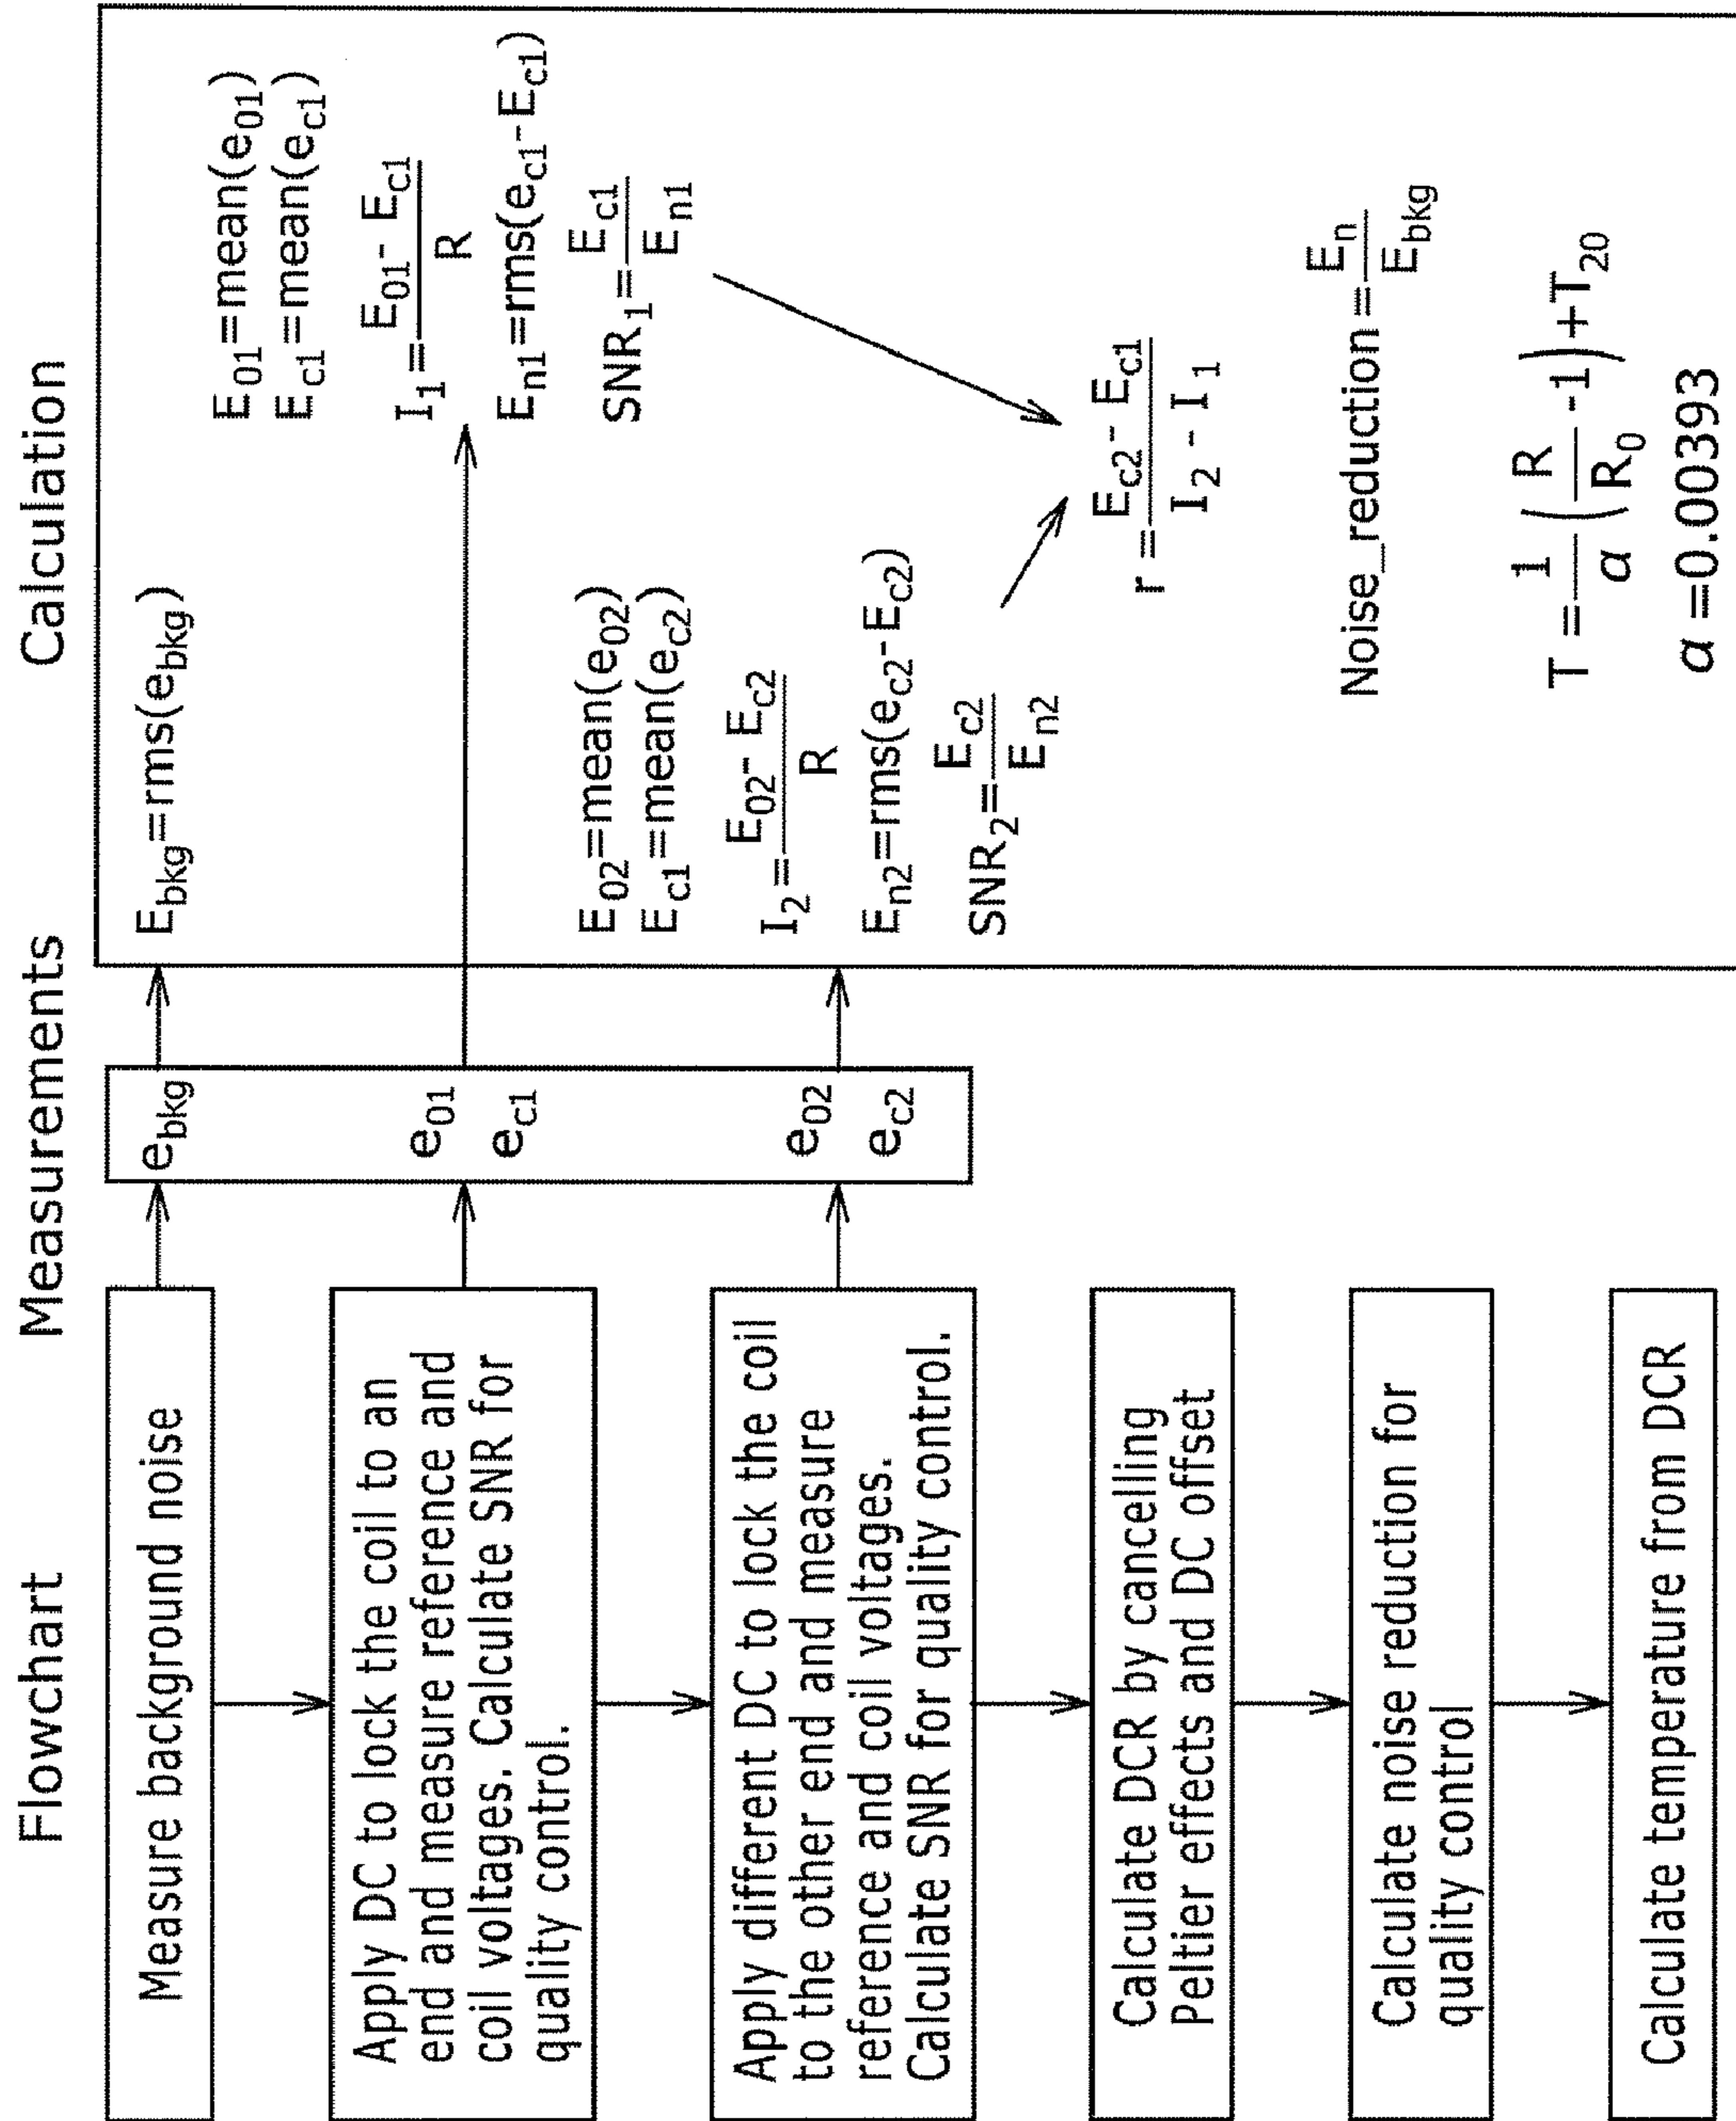 Flowchart
Measurements
Calculation
Measure background noise
Apply DC to lock the coil to an
end and measure reference and
coil voltages. Calculate SNR for
quality control.
Apply different DC to lock the coil
to the other end and measure
reference and coil voltages.
Calculate SNR for quality control.
Calculate DCR by cancelling
Peltier effects and DC offset
Calculate noise reduction for
quality control
Calculate temperature from DCR
e_bkg
e_01
e_c1
e_02
e_c2
E_bkg=rms(e_bkg)
E_01=mean(e_01)
E_c1=mean(e_c1)
I_1=(E_01- E_c1)/R
E_n1=rms(e_c1-E_c1)
SNR_1=E_c1/E_n1
E_02=mean(e_02)
E_c1=mean(e_c2)
I_2=(E_02- E_c2)/R
E_n2=rms(e_c2-E_c2)
SNR_2=E_c2/E_n2
r=(E_c2- E_c1)/(I_2 - I_1)
Noise_reduction=E_n/E_bkg
T=1/α(R/R_0 -1)+T_20
α=0.00393